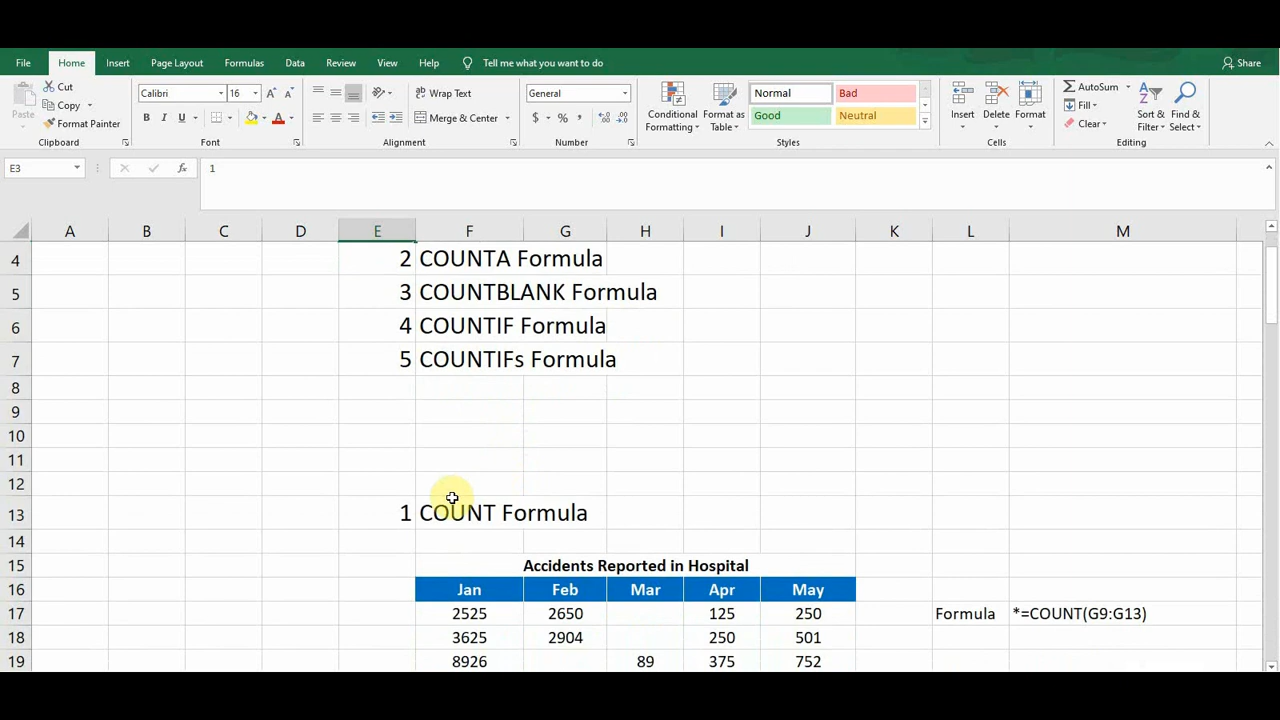 File Home Insert Page Layout Formulas Data Review View Help Tell me what you want to do Share
Paste Cut Calibri 16 A A Wrap Text General Conditional Formatting Format as Table Normal Bad Insert Delete Format AutoSum Sort & Filter Find & Select
Copy B I U A Merge & Center $ % , Good Neutral Fill
Format Painter Clear
Clipboard Font Alignment Number Styles Cells Editing
E3 fx 1
A B C D E F G H I J K L M
4 2 COUNTA Formula
5 3 COUNTBLANK Formula
6 4 COUNTIF Formula
7 5 COUNTIFs Formula
8
9
10
11
12
13 1 COUNT Formula
14
15 Accidents Reported in Hospital
16 Jan Feb Mar Apr May
17 2525 2650 125 250 Formula *=COUNT(G9:G13)
18 3625 2904 250 501
19 8926 89 375 752